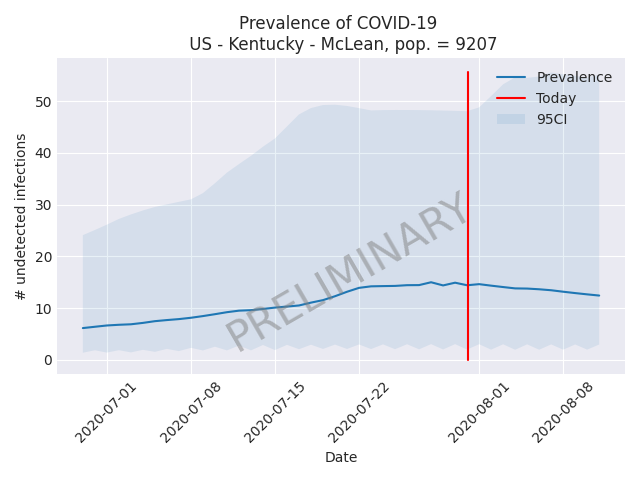 Prevalence of COVID-19
US - Kentucky - McLean, pop. = 9207
Prevalence
Today
95CI
# undetected infections
50
40
30
20
10
0
PRELIMINARY
2020-07-01
2020-07-08
2020-07-15
2020-07-22
2020-08-01
2020-08-08
Date